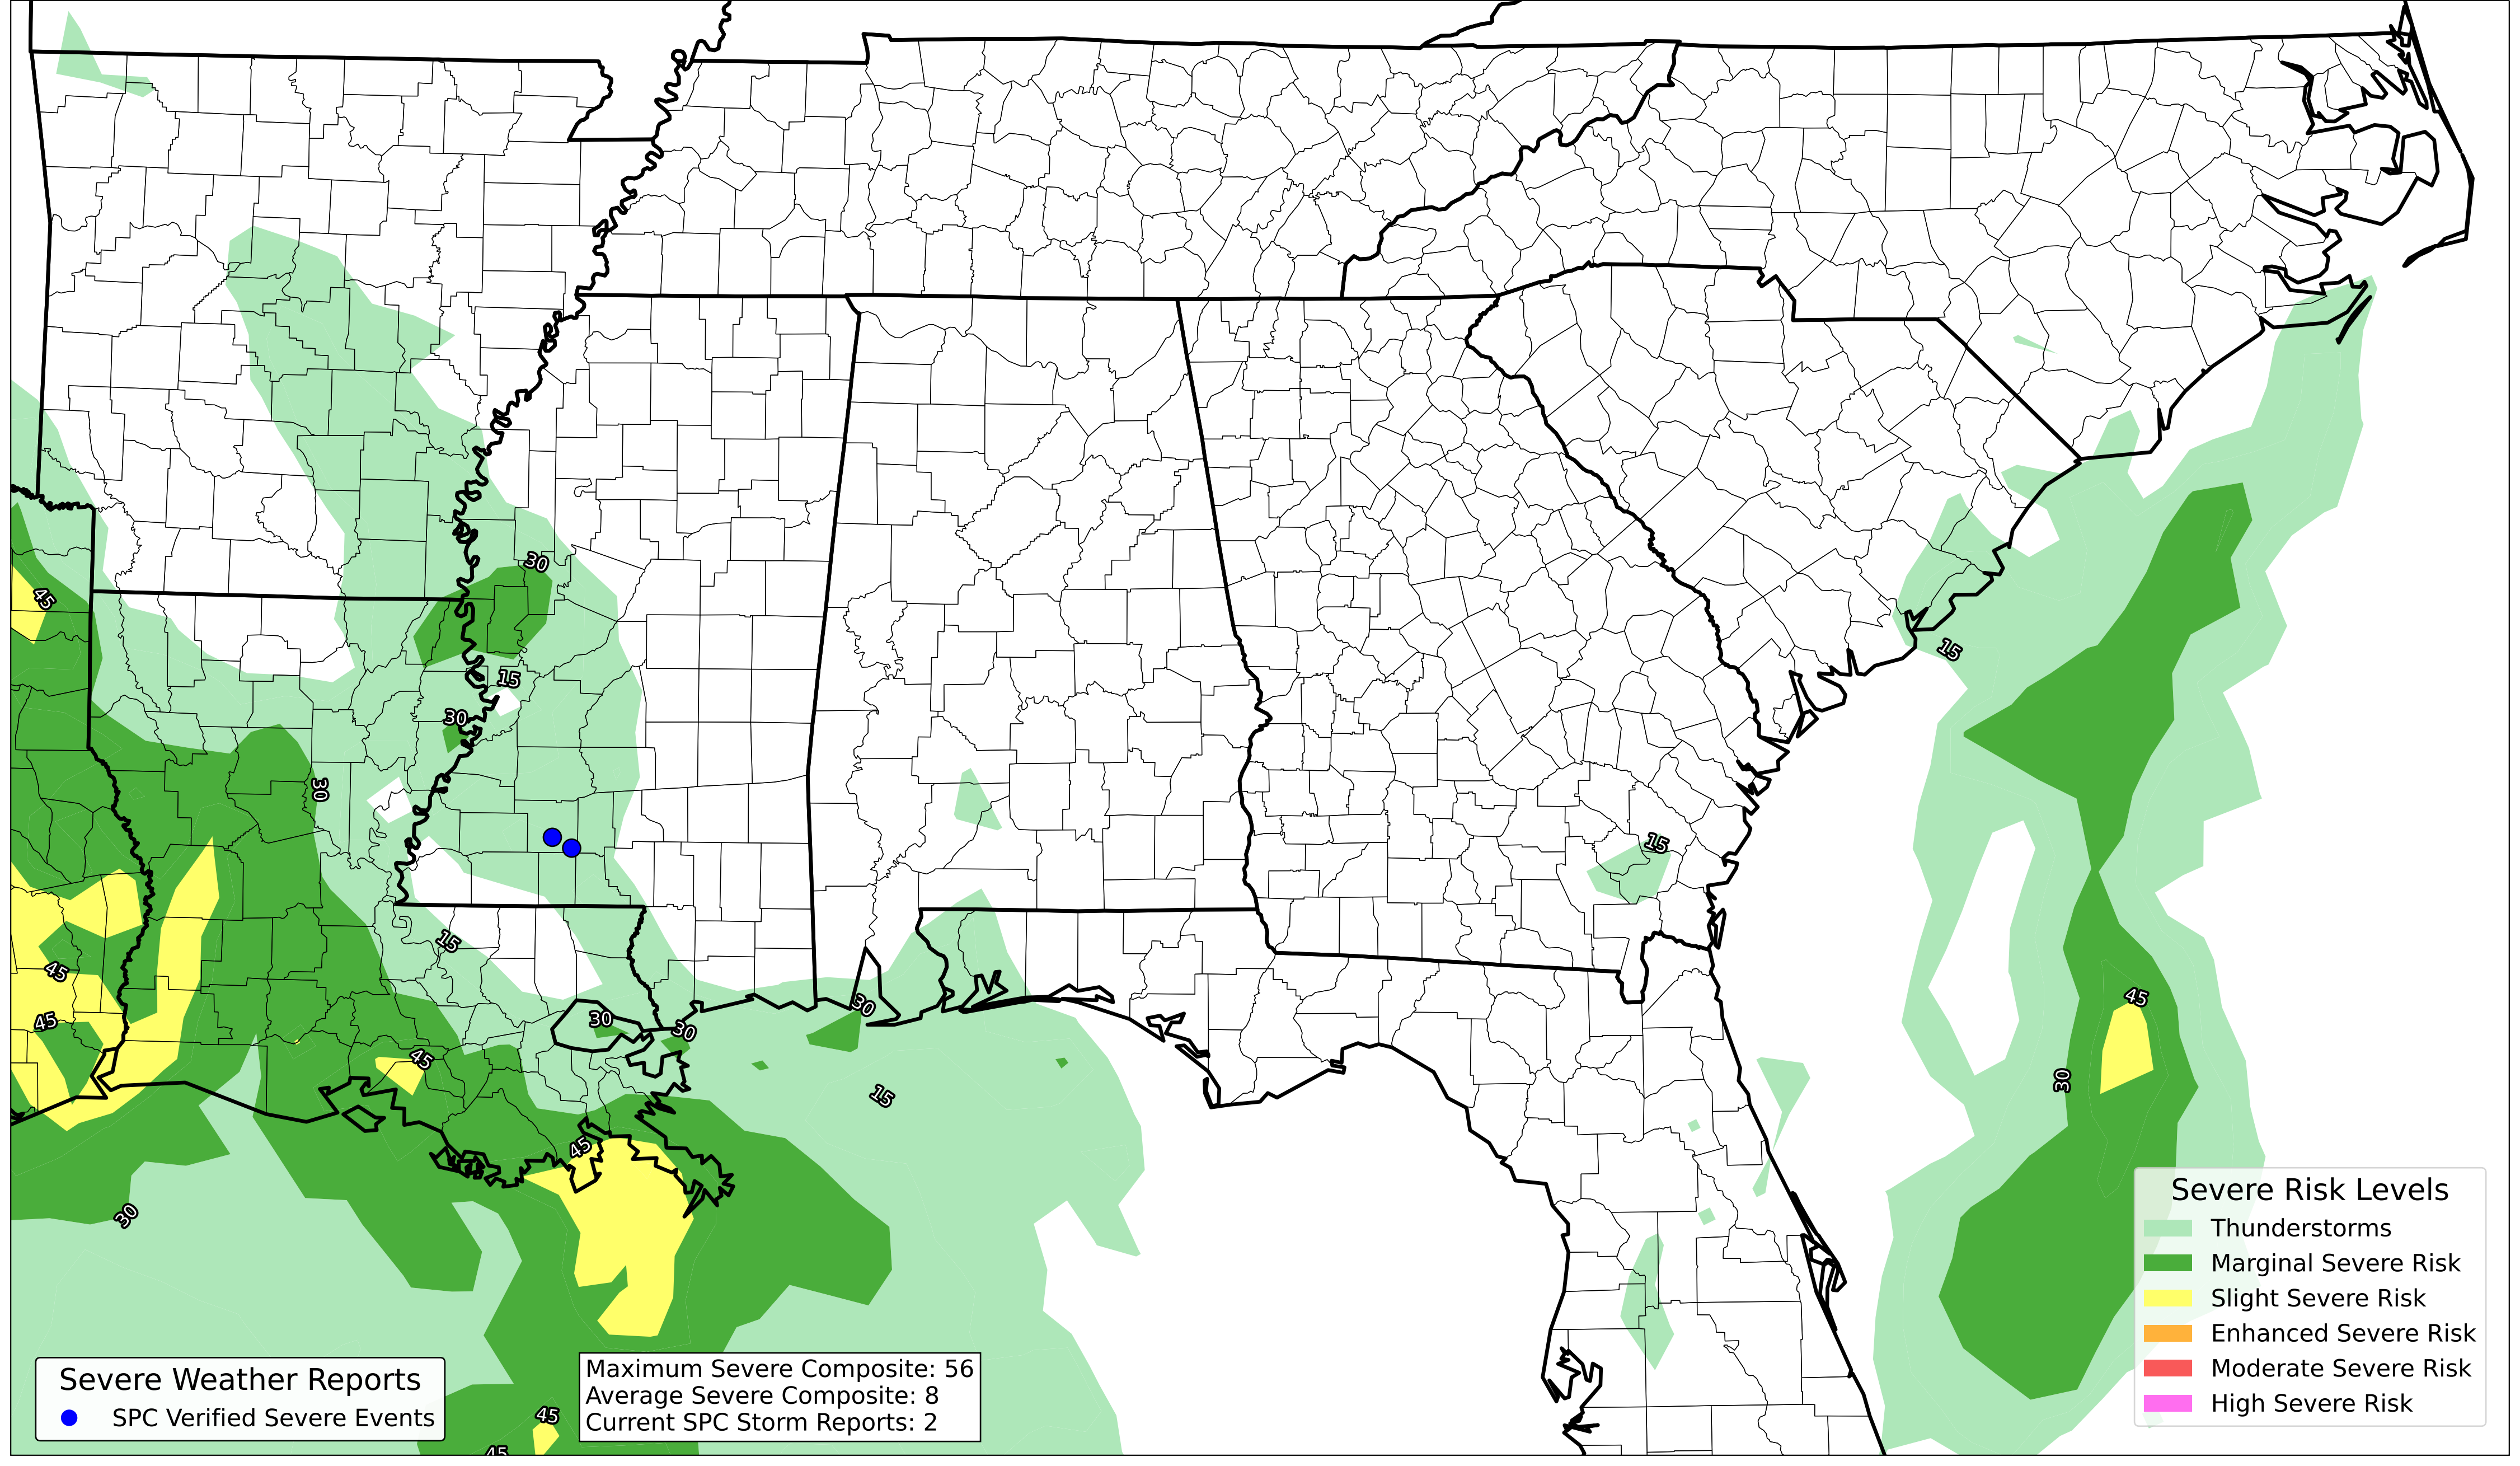 30
45
15
30
15
30
15
15
45
45
45
30
30
30
45
15
30
45
30
45
45
Severe Weather Reports
SPC Verified Severe Events
Maximum Severe Composite: 56
Average Severe Composite: 8
Current SPC Storm Reports: 2
Severe Risk Levels
Thunderstorms
Marginal Severe Risk
Slight Severe Risk
Enhanced Severe Risk
Moderate Severe Risk
High Severe Risk